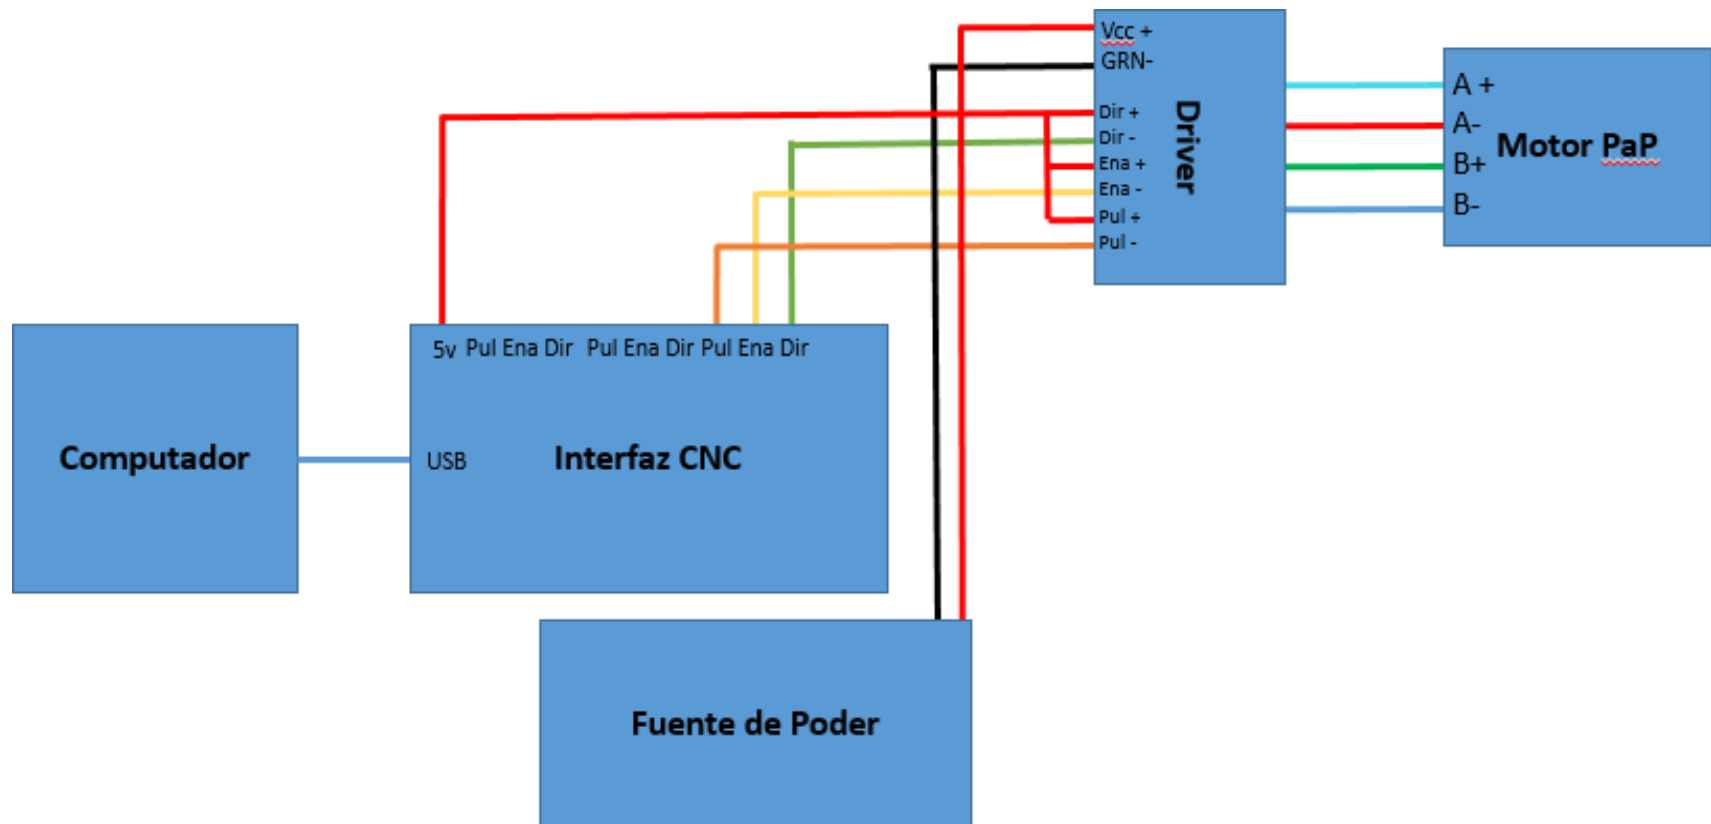 Vcc +
GRN-
Dir +
Dir -
Ena +
Ena -
Pul +
Pul -
Driver
A +
A-
B+
B-
Motor PaP
5v Pul Ena Dir Pul Ena Dir Pul Ena Dir
Computador
USB
Interfaz CNC
Fuente de Poder